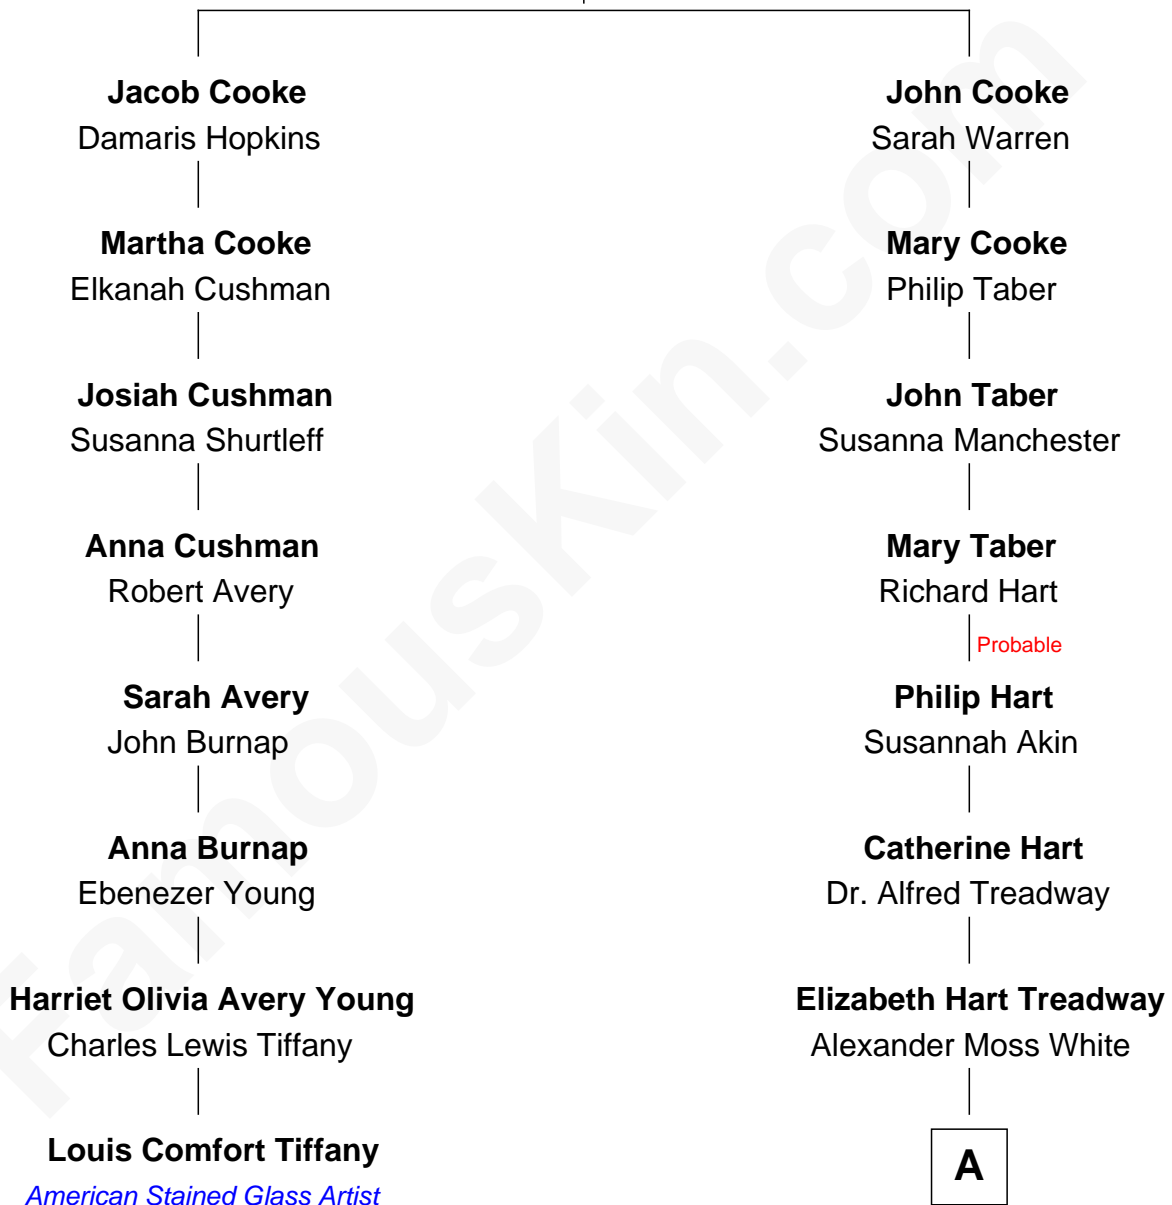 Jacob Cooke
Damaris Hopkins
Martha Cooke
Elkanah Cushman
Josiah Cushman
Susanna Shurtleff
Anna Cushman
Robert Avery
Sarah Avery
John Burnap
Anna Burnap
Ebenezer Young
Harriet Olivia Avery Young
Charles Lewis Tiffany
Louis Comfort Tiffany
American Stained Glass Artist
John Cooke
Sarah Warren
Mary Cooke
Philip Taber
John Taber
Susanna Manchester
Mary Taber
Richard Hart
Probable
Philip Hart
Susannah Akin
Catherine Hart
Dr. Alfred Treadway
Elizabeth Hart Treadway
Alexander Moss White
A
FamousKin.com